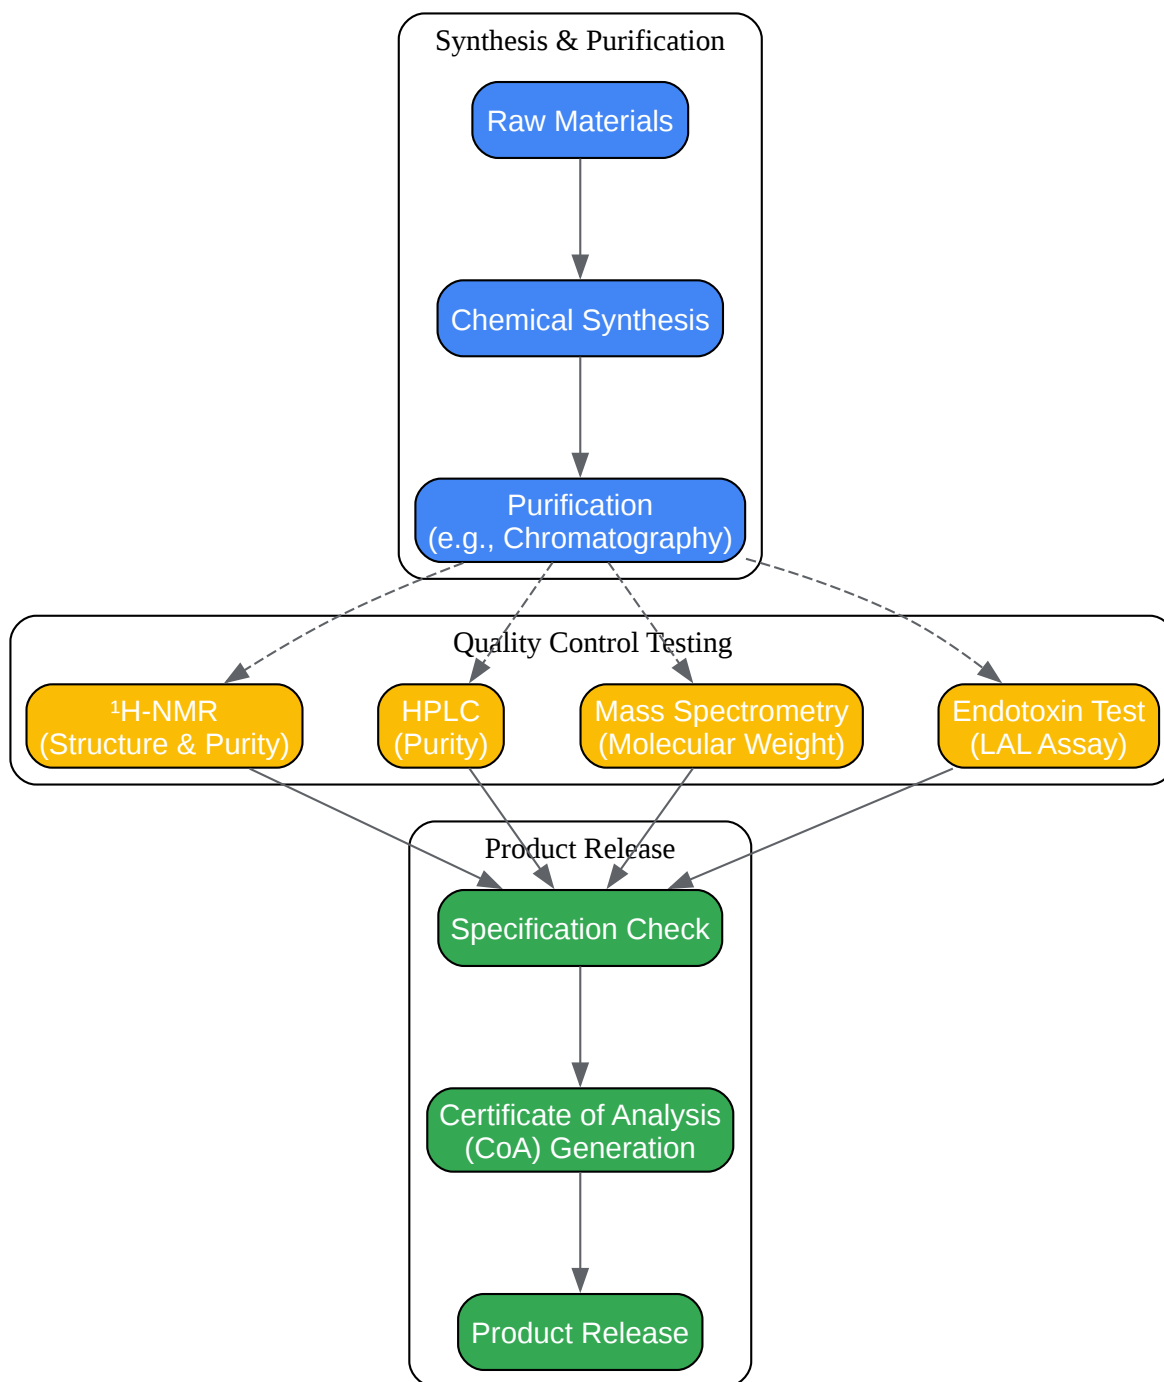 Synthesis & Purification
Raw Materials
Chemical Synthesis
Purification
(e.g., Chromatography)
Quality Control Testing
¹H-NMR
(Structure & Purity)
HPLC
(Purity)
Mass Spectrometry
(Molecular Weight)
Endotoxin Test
(LAL Assay)
Product Release
Specification Check
Certificate of Analysis
(CoA) Generation
Product Release